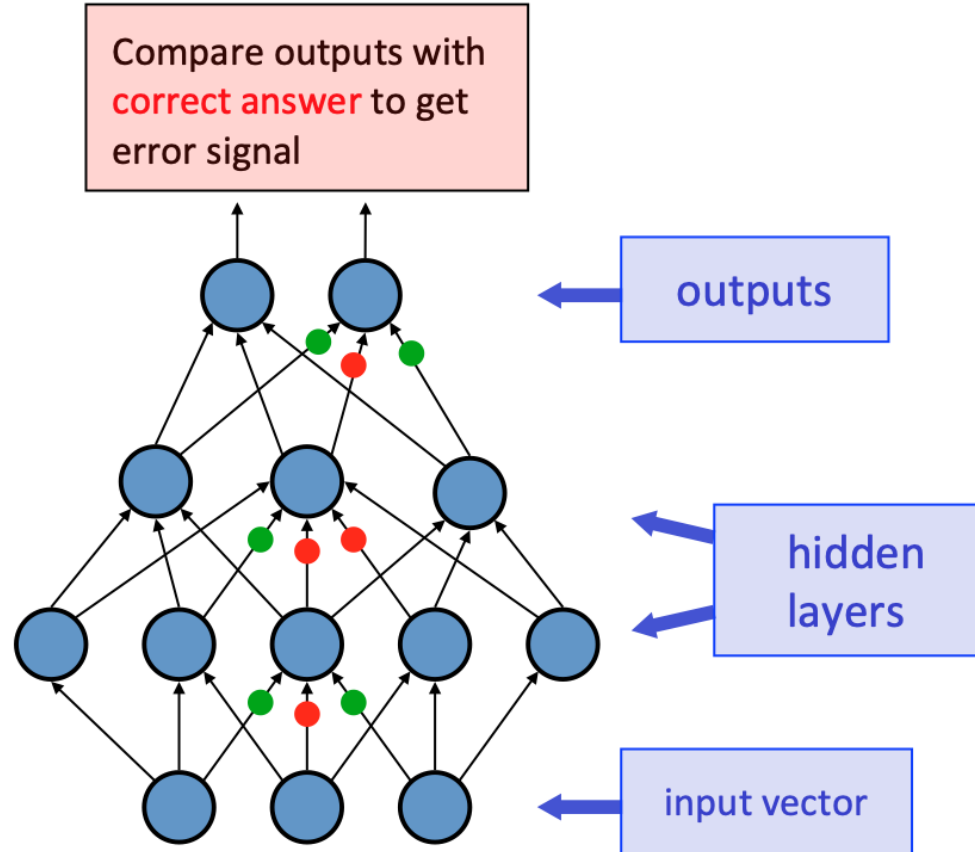 Compare outputs with
correct answer to get
error signal
outputs
hidden
layers
input vector